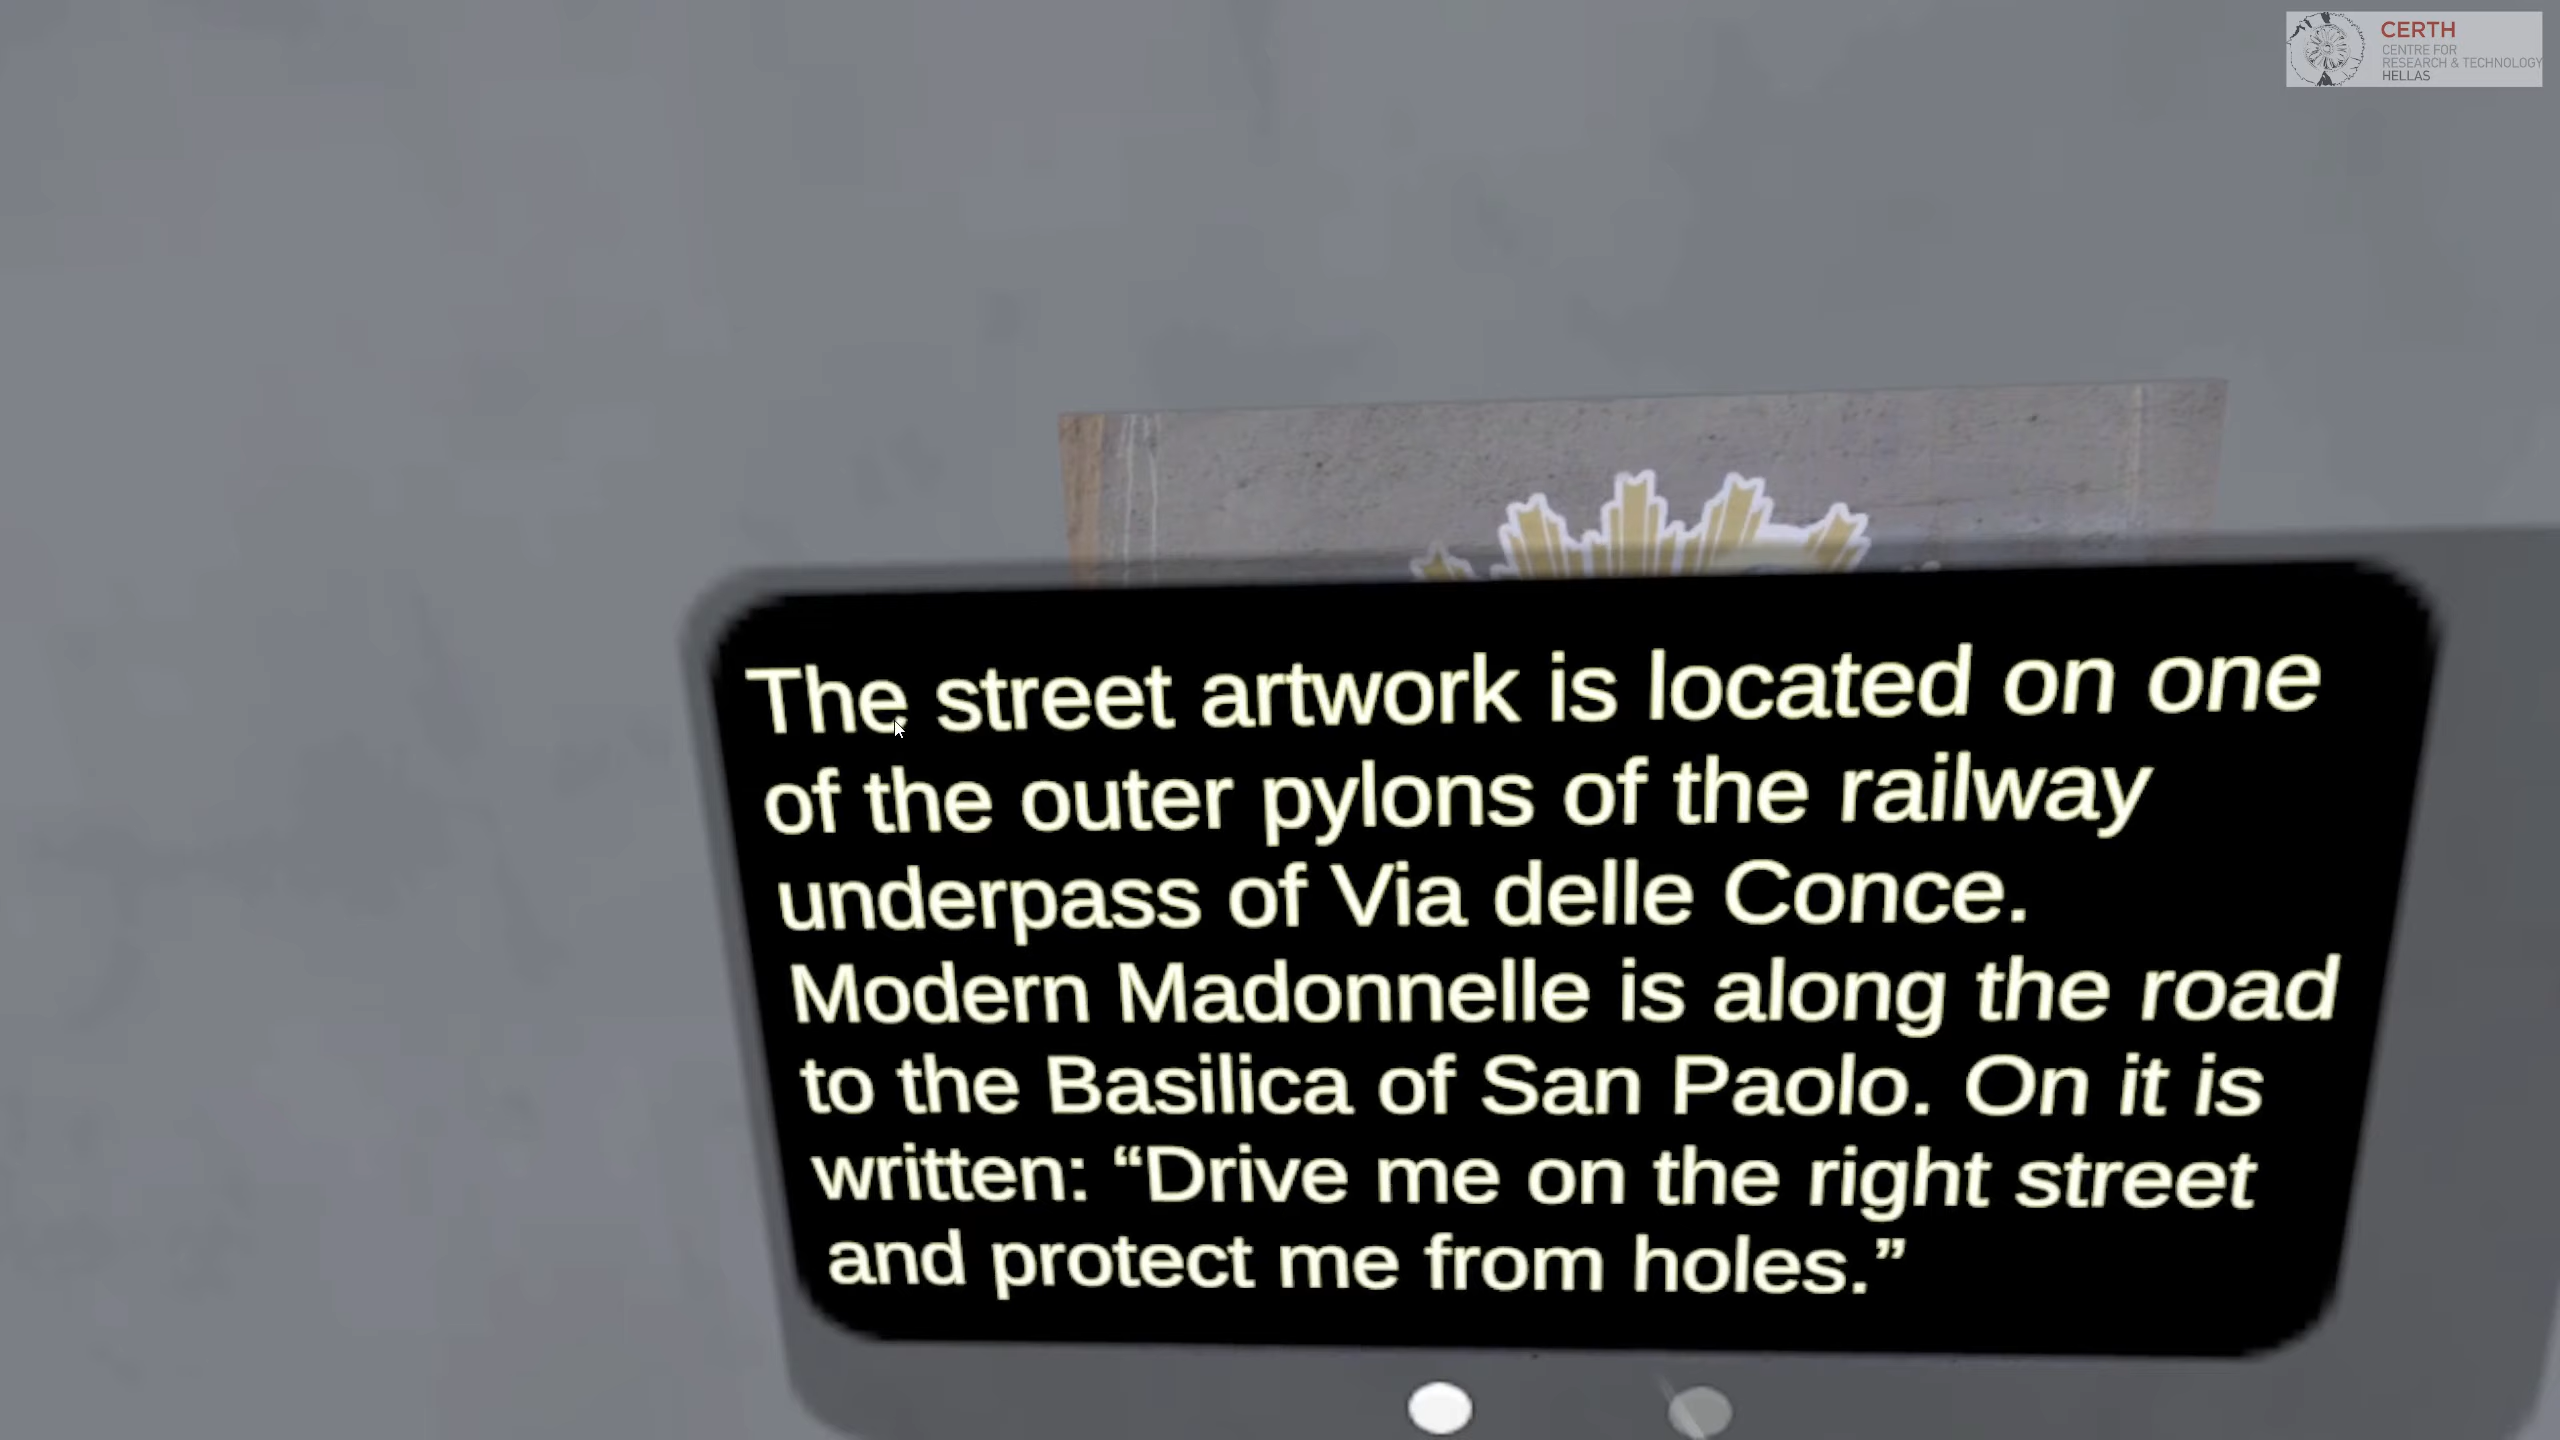 CERTH
CENTRE FOR
RESEARCH & TECHNOLOGY
HELLAS
The street artwork is located on one
of the outer pylons of the railway
underpass of Via delle Conce.
Modern Madonnelle is along the road
to the Basilica of San Paolo. On it is
written: “Drive me on the right street
and protect me from holes.”